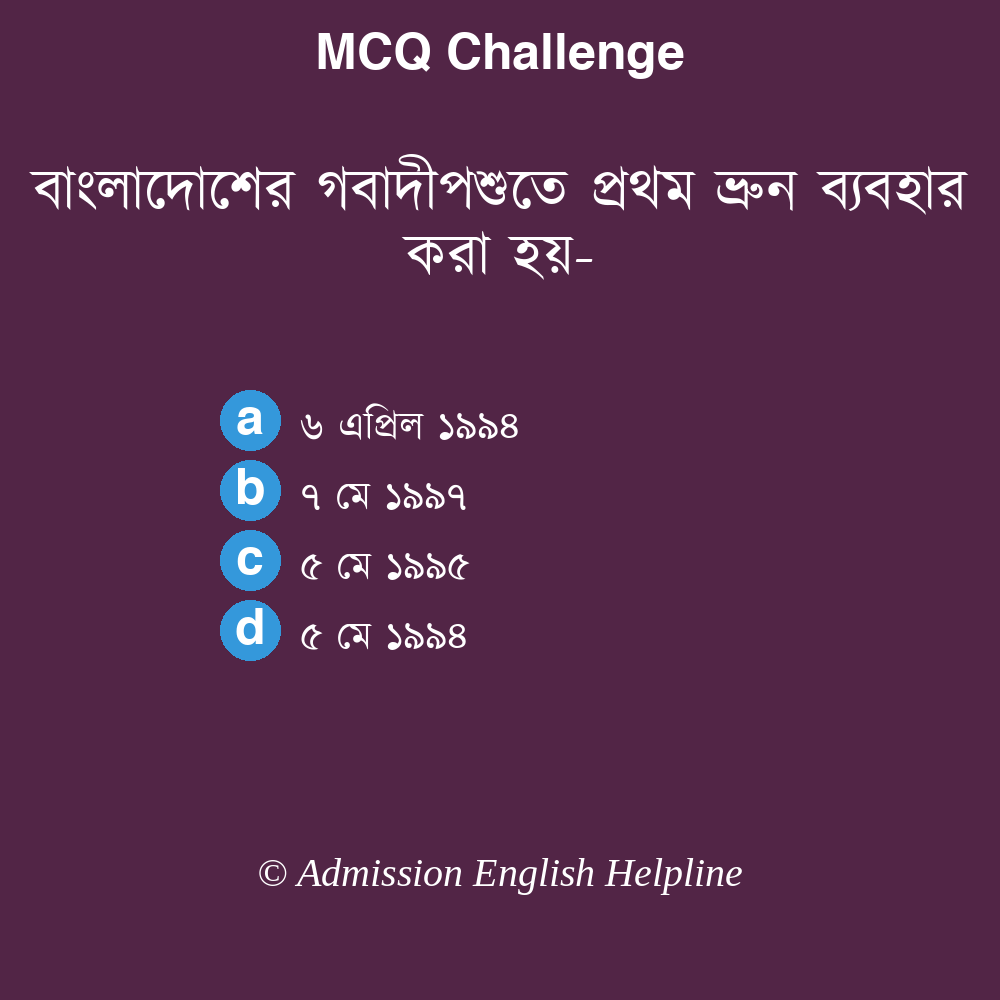 MCQ Challenge
বাংলাদোশের গবাদীপশুতে প্রথম ভ্রুন ব্যবহার
করা হয়-
a ৬ এপ্রিল ১৯৯৪
b ৭ মে ১৯৯৭
c ৫ মে ১৯৯৫
d ৫ মে ১৯৯৪
© Admission English Helpline